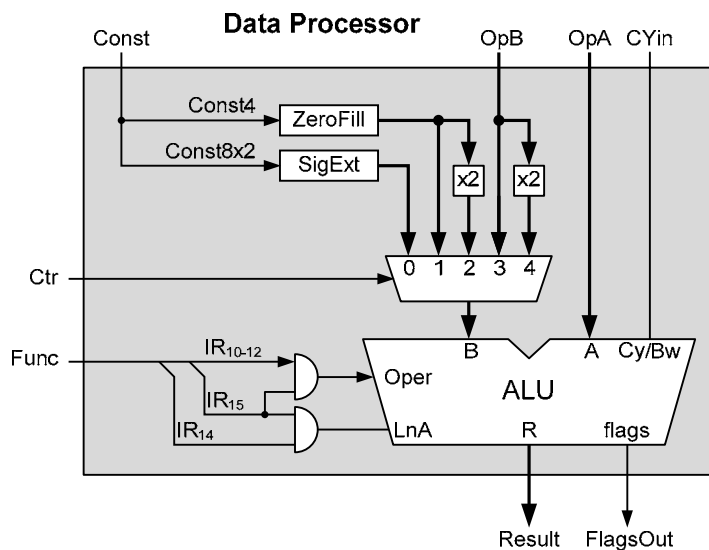 Data Processor
Const
OpB
OpA
CYin
Const4
ZeroFill
Const8x2
SigExt
x2
x2
0 1 2 3 4
Ctr
Func
IR10-12
IR15
IR14
B
A
Cy/Bw
Oper
ALU
LnA
R
flags
Result
FlagsOut